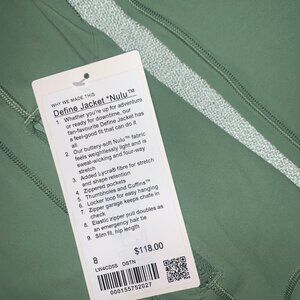 WHY WE MADE THIS
Define Jacket *Nulu™
1. Whether you're up for adventure
or ready for downtime, our
fan-favourite Define Jacket has
a feel-good fit that can do it
all
2. Our buttery-soft Nulu™ fabric
feels weightlessly light and is
sweat-wicking and four-way
stretch
3. Added Lycra® fibre for stretch
and shape retention
4. Zippered pockets
5. Thumbholes and Cuffins™
6. Locker loop for easy hanging
7. Zipper garage keeps chafe in
check
8. Elastic zipper pull doubles as
an emergency hair tie
9. Slim fit, hip length
8
$118.00
LW4CD5S DSTN
000155752027